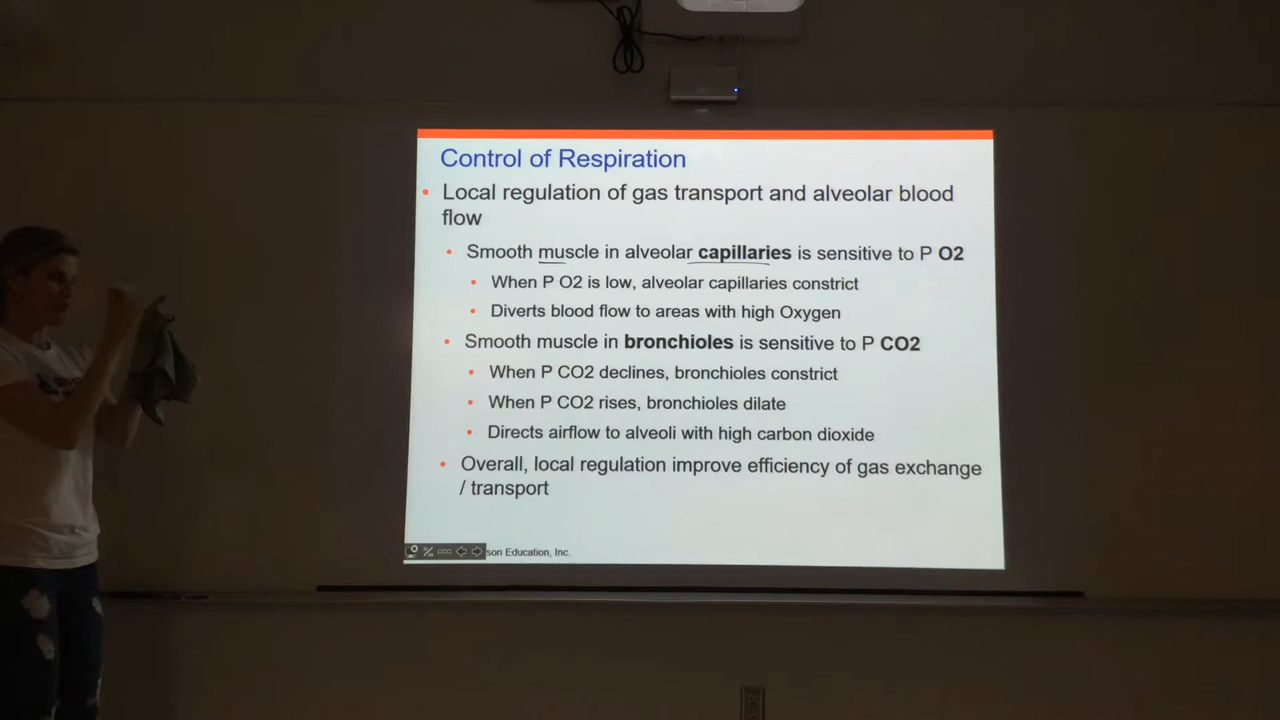 Control of Respiration
Local regulation of gas transport and alveolar blood
flow
Smooth muscle in alveolar capillaries is sensitive to P O2
When P O2 is low, alveolar capillaries constrict
Diverts blood flow to areas with high Oxygen
Smooth muscle in bronchioles is sensitive to P CO2
When P CO2 declines, bronchioles constrict
When P CO2 rises, bronchioles dilate
Directs airflow to alveoli with high carbon dioxide
Overall, local regulation improve efficiency of gas exchange
/ transport
son Education, Inc.